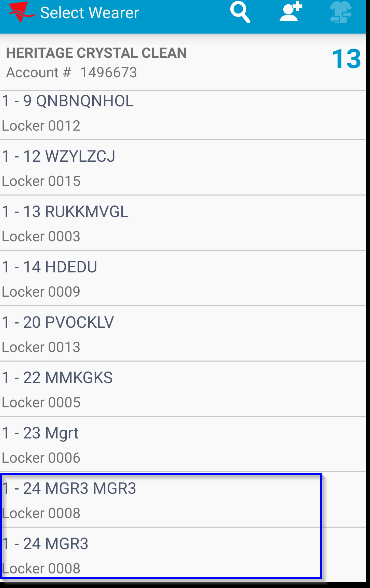 Select Wearer
HERITAGE CRYSTAL CLEAN
13
Account # 1496673
1 - 9 QNBNQNHOL
Locker 0012
1 - 12 WZYLZCJ
Locker 0015
1 - 13 RUKKMVGL
Locker 0003
1 - 14 HDEDU
Locker 0009
1 - 20 PVOCKLV
Locker 0013
1 - 22 MMKGKS
Locker 0005
1 - 23 Mgrt
Locker 0006
1 - 24 MGR3 MGR3
Locker 0008
1 - 24 MGR3
Locker 0008